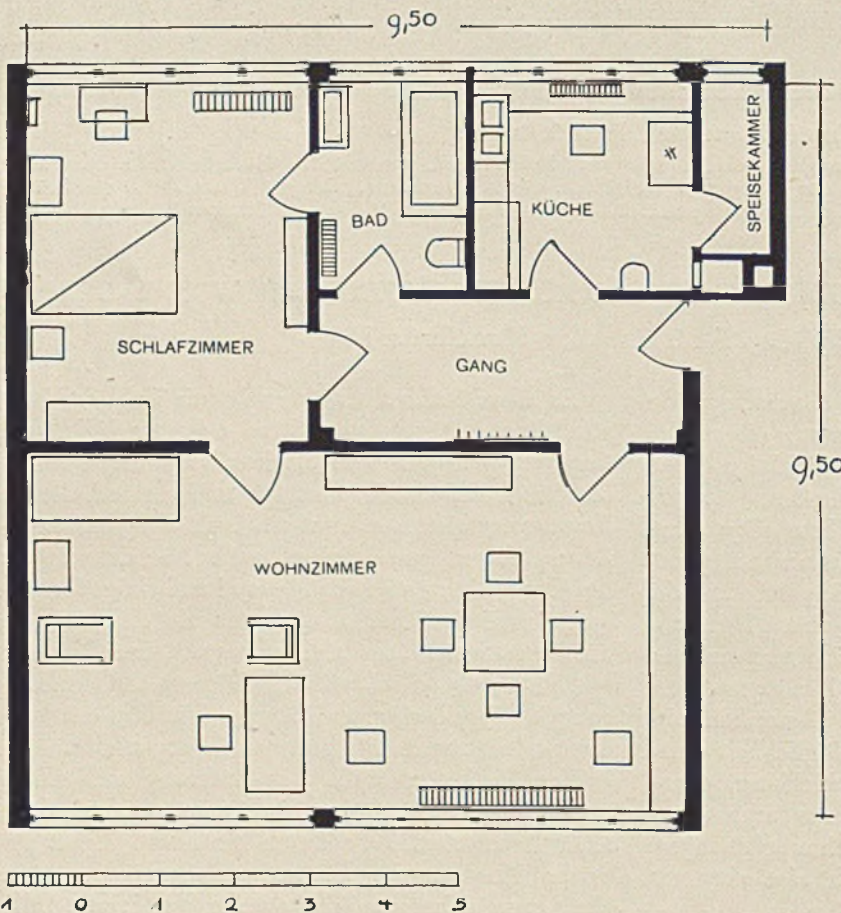 9,50
SPEISEKAMMER
BAD
KÜCHE
SCHLAFZIMMER
GANG
9,50
WOHNZIMMER
1 0 1 2 3 4 5